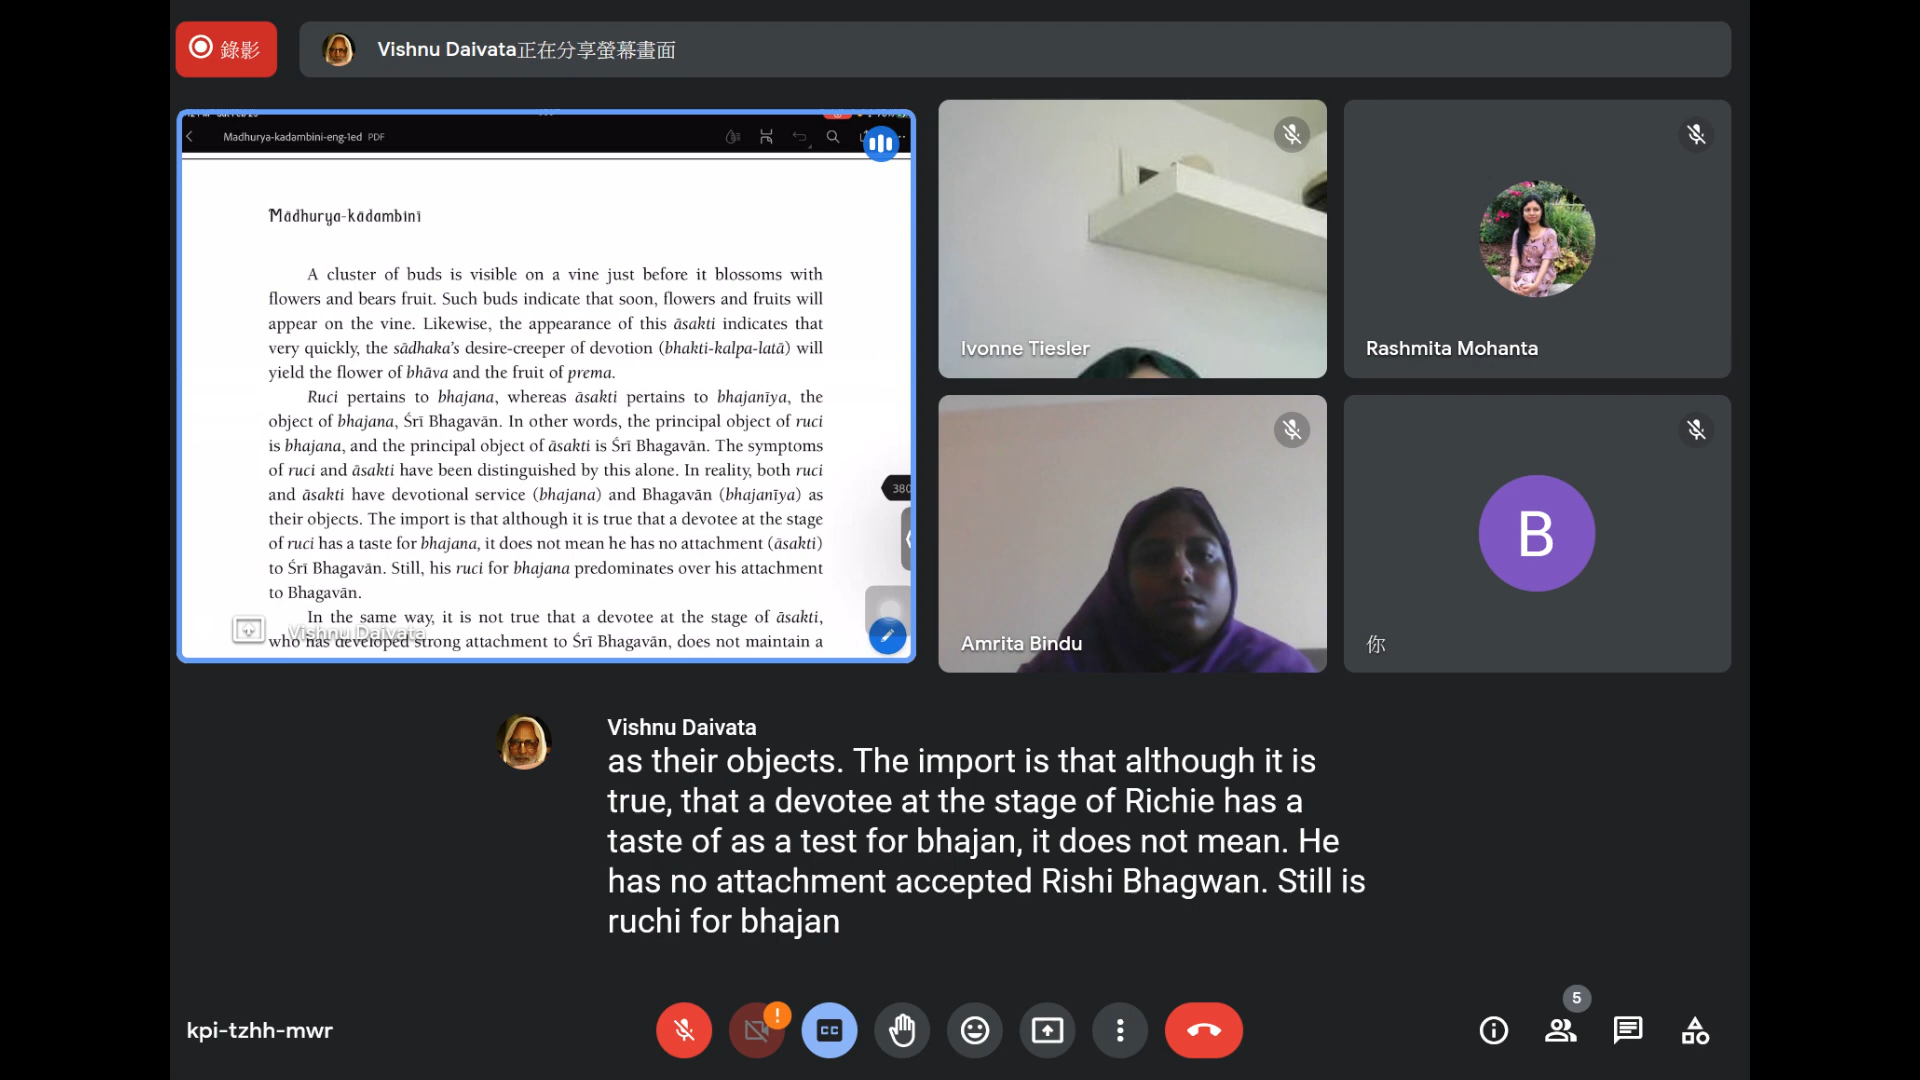 錄影
Vishnu Daivata正在分享螢幕畫面
Madhurya-kadambini-eng-1ed PDF
Mādhurya-kādambinī
A cluster of buds is visible on a vine just before it blossoms with
flowers and bears fruit. Such buds indicate that soon, flowers and fruits will
appear on the vine. Likewise, the appearance of this āsakti indicates that
very quickly, the sādhaka's desire-creeper of devotion (bhakti-kalpa-latā) will
yield the flower of bhāva and the fruit of prema.
Ruci pertains to bhajana, whereas āsakti pertains to bhajanīya, the
object of bhajana, Śrī Bhagavān. In other words, the principal object of ruci
is bhajana, and the principal object of āsakti is Śrī Bhagavān. The symptoms
of ruci and āsakti have been distinguished by this alone. In reality, both ruci
and āsakti have devotional service (bhajana) and Bhagavān (bhajanīya) as
their objects. The import is that although it is true that a devotee at the stage
of ruci has a taste for bhajana, it does not mean he has no attachment (āsakti)
to Śrī Bhagavān. Still, his ruci for bhajana predominates over his attachment
to Bhagavān.
In the same way, it is not true that a devotee at the stage of āsakti,
who has developed strong attachment to Śrī Bhagavān, does not maintain a
380
Vishnu Daivata
Ivonne Tiesler
Rashmita Mohanta
Amrita Bindu
B
你
Vishnu Daivata
as their objects. The import is that although it is
true, that a devotee at the stage of Richie has a
taste of as a test for bhajan, it does not mean. He
has no attachment accepted Rishi Bhagwan. Still is
ruchi for bhajan
kpi-tzhh-mwr
!
CC
5